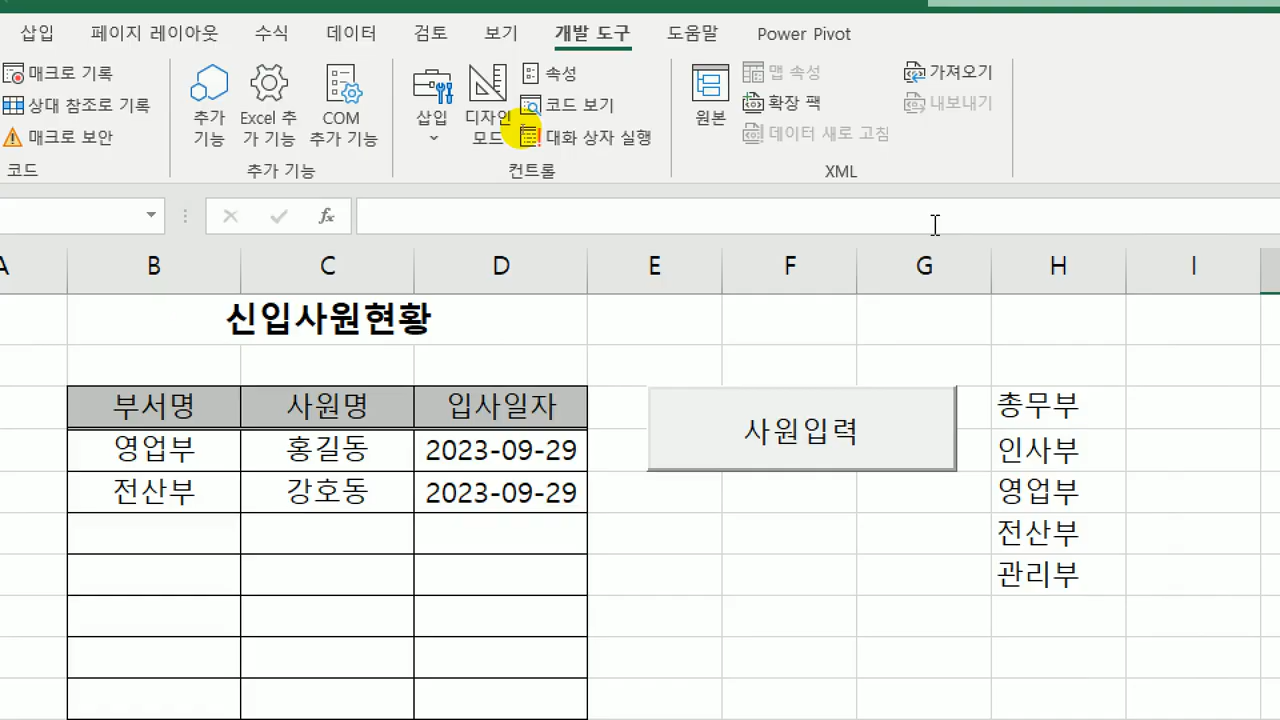 삽입 페이지 레이아웃 수식 데이터 검토 보기 개발 도구 도움말 Power Pivot
매크로 기록
상대 참조로 기록
매크로 보안
코드
추가 기능
Excel 추가 기능
COM 추가 기능
추가 기능
삽입
디자인 모드
속성
코드 보기
대화 상자 실행
컨트롤
원본
맵 속성
확장 팩
데이터 새로 고침
가져오기
내보내기
XML
fx
A B C D E F G H I
신입사원현황
부서명 사원명 입사일자
영업부 홍길동 2023-09-29
전산부 강호동 2023-09-29
사원입력
총무부
인사부
영업부
전산부
관리부